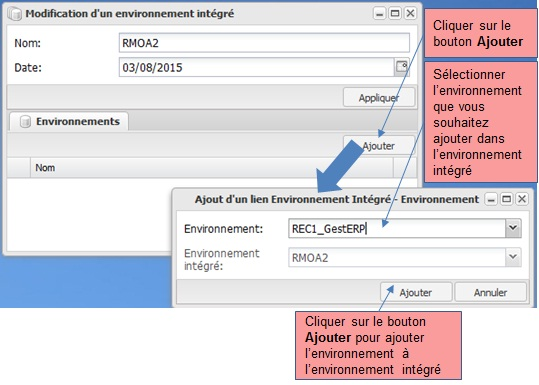 Modification d'un environnement intégré
Nom:
RMOA2
Date:
03/08/2015
Appliquer
Environnements
Ajouter
Nom
Cliquer sur le
bouton Ajouter
Sélectionner
l'environnement
que vous
souhaitez
ajouter dans
l'environnement
intégré
Ajout d'un lien Environnement Intégré - Environnement
Environnement:
REC1_GestERP
Environnement
intégré:
RMOA2
Ajouter
Annuler
Cliquer sur le bouton
Ajouter pour ajouter
l'environnement à
l'environnement intégré